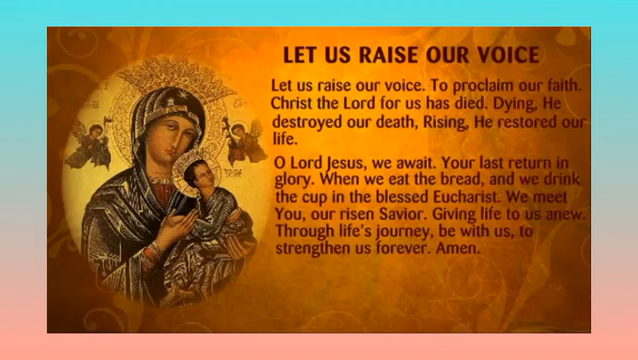 LET US RAISE OUR VOICE
Let us raise our voice. To proclaim our faith.
Christ the Lord for us has died. Dying, He
destroyed our death, Rising, He restored our
life.
O Lord Jesus, we await. Your last return in
glory. When we eat the bread, and we drink
the cup in the blessed Eucharist. We meet
You, our risen Savior. Giving life to us anew.
Through life's journey, be with us, to
strengthen us forever. Amen.